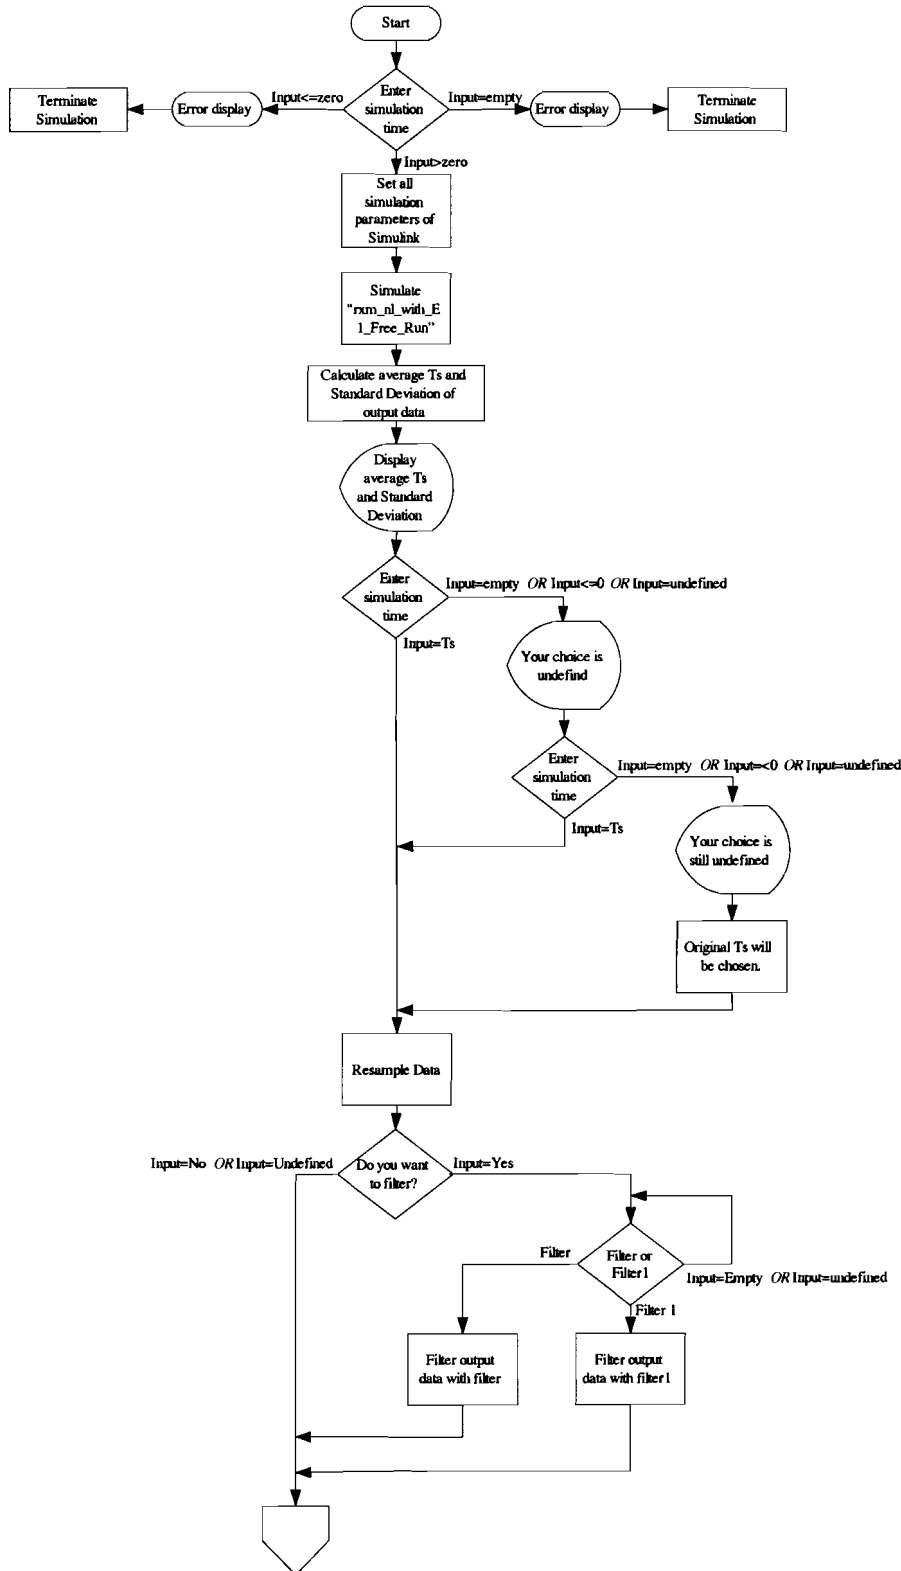 Start
Input<=zero
Enter
simulation
time
Input=empty
Terminate
Simulation
Error display
Error display
Terminate
Simulation
Input>zero
Set all
simulation
parameters of
Simulink
Simulate
"rxm_nl_with_E
1_Free_Run"
Calculate average Ts and
Standard Deviation of
output data
Display
average Ts
and Standard
Deviation
Enter
simulation
time
Input=empty OR Input<=0 OR Input=undefined
Input=Ts
Your choice is
undefind
Enter
simulation
time
Input=empty OR Input=<0 OR Input=undefined
Input=Ts
Your choice is
still undefined
Original Ts will
be chosen.
Resample Data
Input=No OR Input=Undefined
Do you want
to filter?
Input=Yes
Filter
Filter or
Filter1
Input=Empty OR Input=undefined
Filter 1
Filter output
data with filter
Filter output
data with filter1